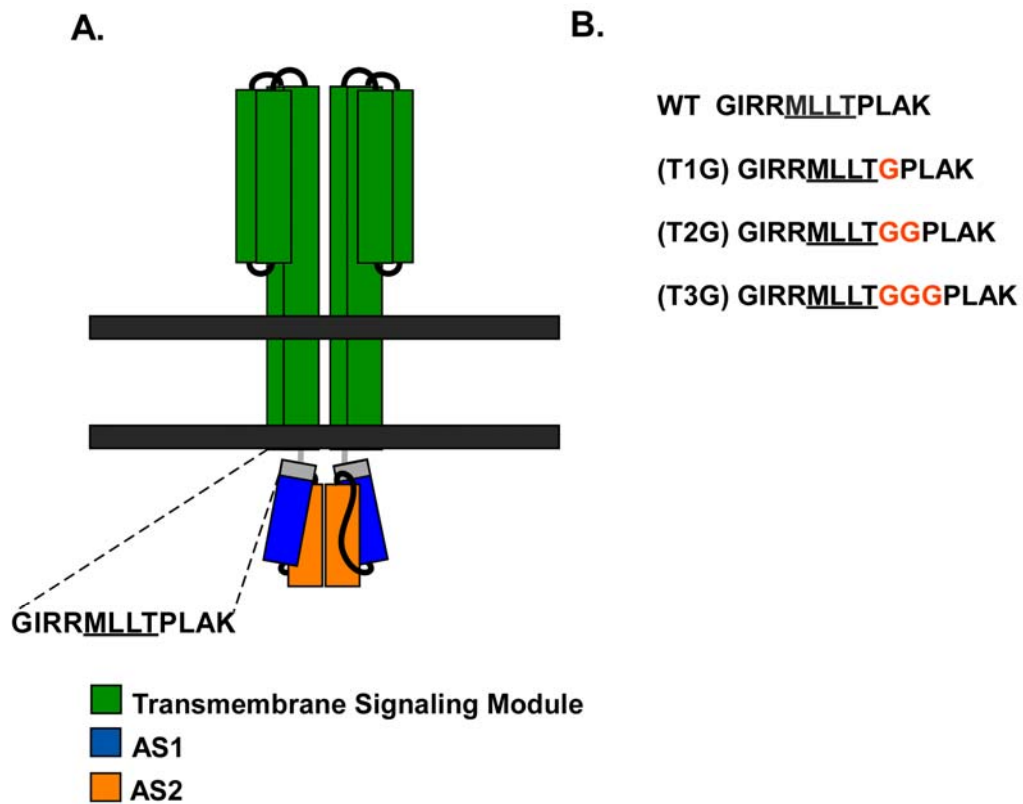 A.
GIRRMLLTPLAK
Transmembrane Signaling Module
AS1
AS2
B.
WT GIRRMLLTPLAK
(T1G) GIRRMLLTGPLAK
(T2G) GIRRMLLTGGPLAK
(T3G) GIRRMLLTGGGPLAK